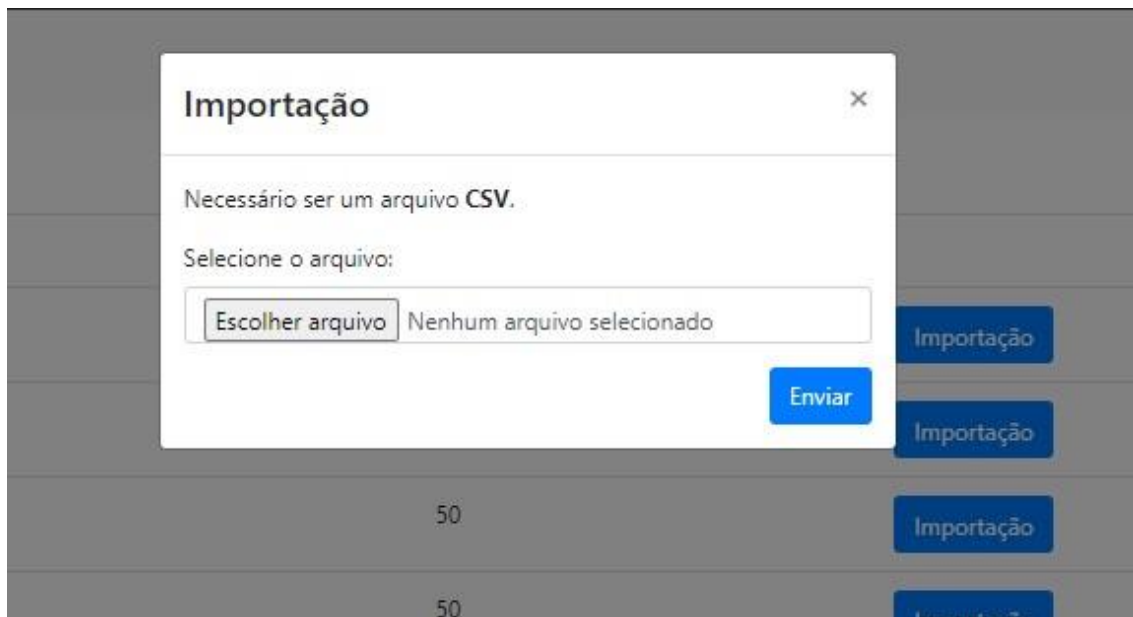 Importação ×
Necessário ser um arquivo CSV.
Selecione o arquivo:
Escolher arquivo Nenhum arquivo selecionado
Importação
Enviar
Importação
50 Importação
50